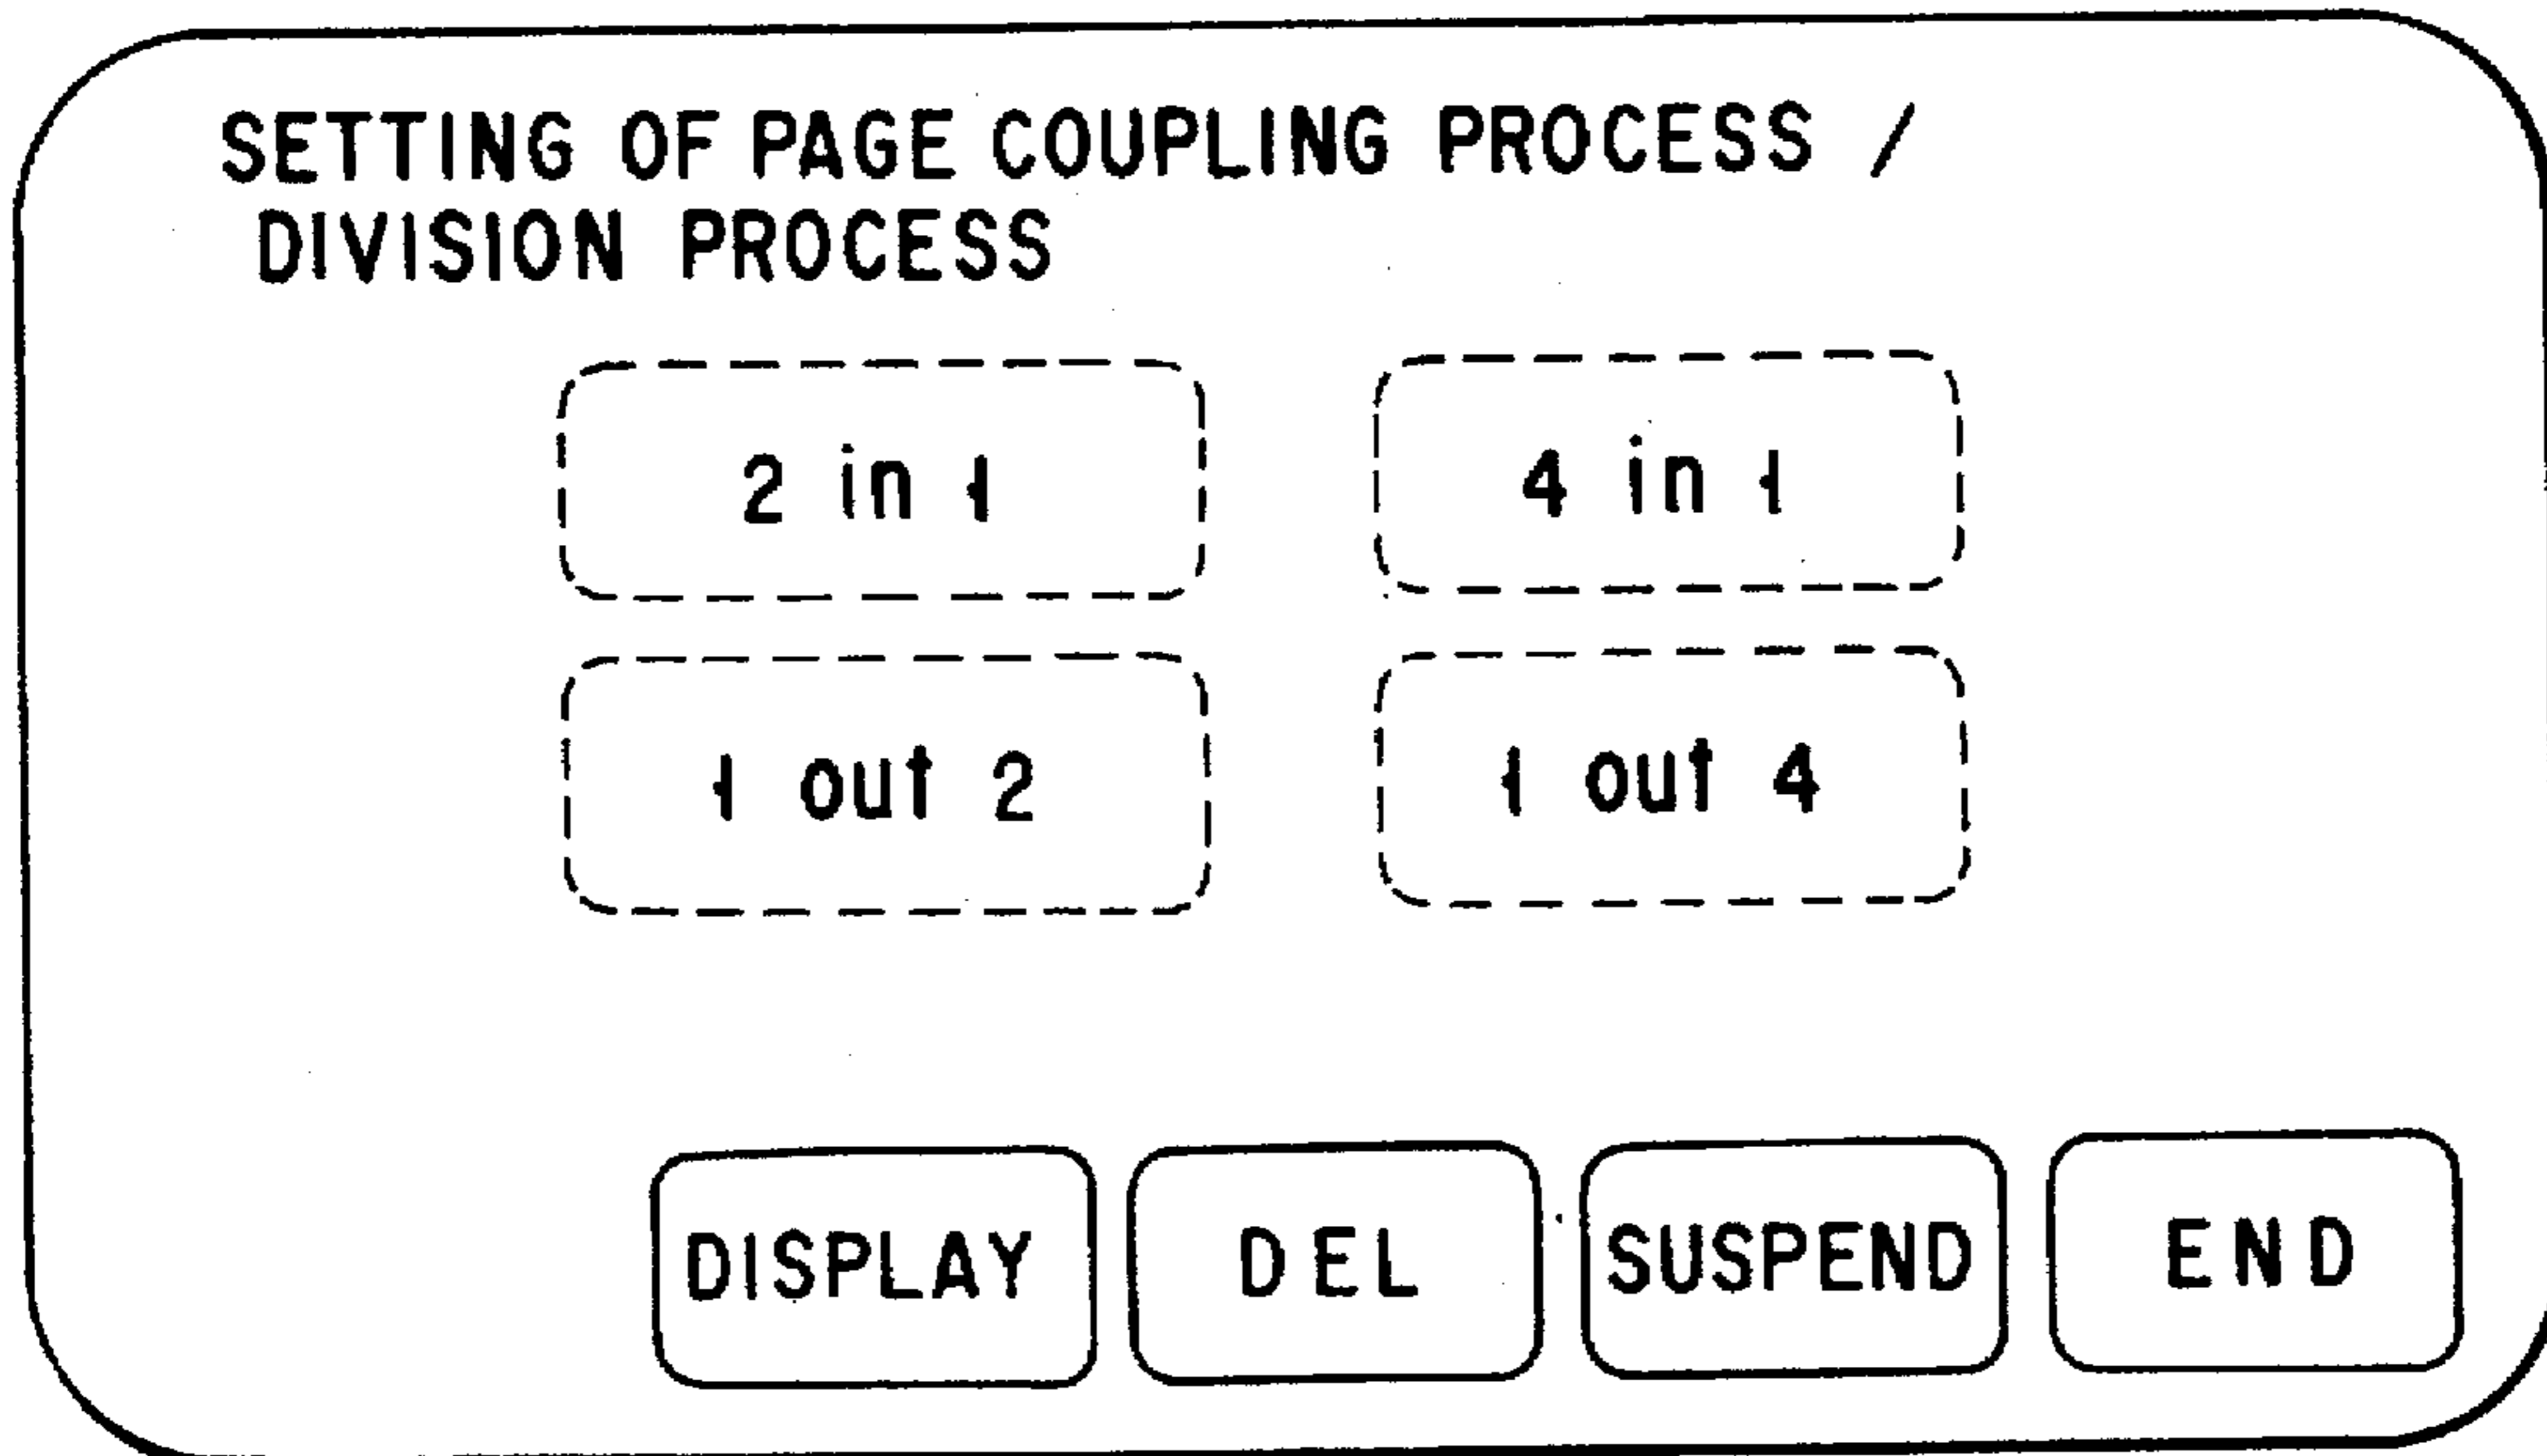 SETTING OF PAGE COUPLING PROCESS /
DIVISION PROCESS
2 in 1
4 in 1
1 out 2
1 out 4
DISPLAY
DEL
SUSPEND
END